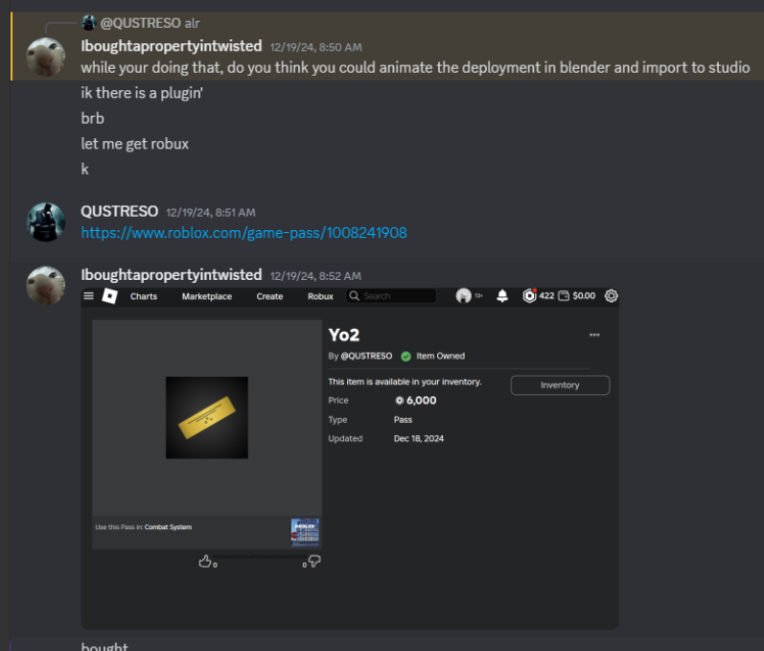 @QUSTRESO alr
Iboughtapropertyintwisted 12/19/24, 8:50 AM
while your doing that, do you think you could animate the deployment in blender and import to studio
ik there is a plugin'
brb
let me get robux
k
QUSTRESO 12/19/24, 8:51 AM
https://www.roblox.com/game-pass/1008241908
Iboughtapropertyintwisted 12/19/24, 8:52 AM
Charts Marketplace Create Robux Search 13+ 422 $0.00
Yo2
By @QUSTRESO Item Owned
This item is available in your inventory. Inventory
Price 6,000
Type Pass
Updated Dec 18, 2024
Use this Pass in: Combat System
0 0
bought